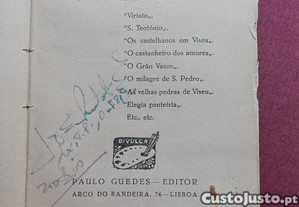 "Viriato„.
"S. Teotónio„.
"Os castelhanos em Viseu„.
"O castanheiro dos amores„.
"O Grão Vasco„.
"O milagre de S. Pedro„.
"As velhas pedras de Viseu„.
"Elegia panteista„.
Etc., etc.
DIVULGA
PAULO GUEDES — EDITOR
ARCO DO BANDEIRA, 76 — LISBOA
CustoJusto.pt